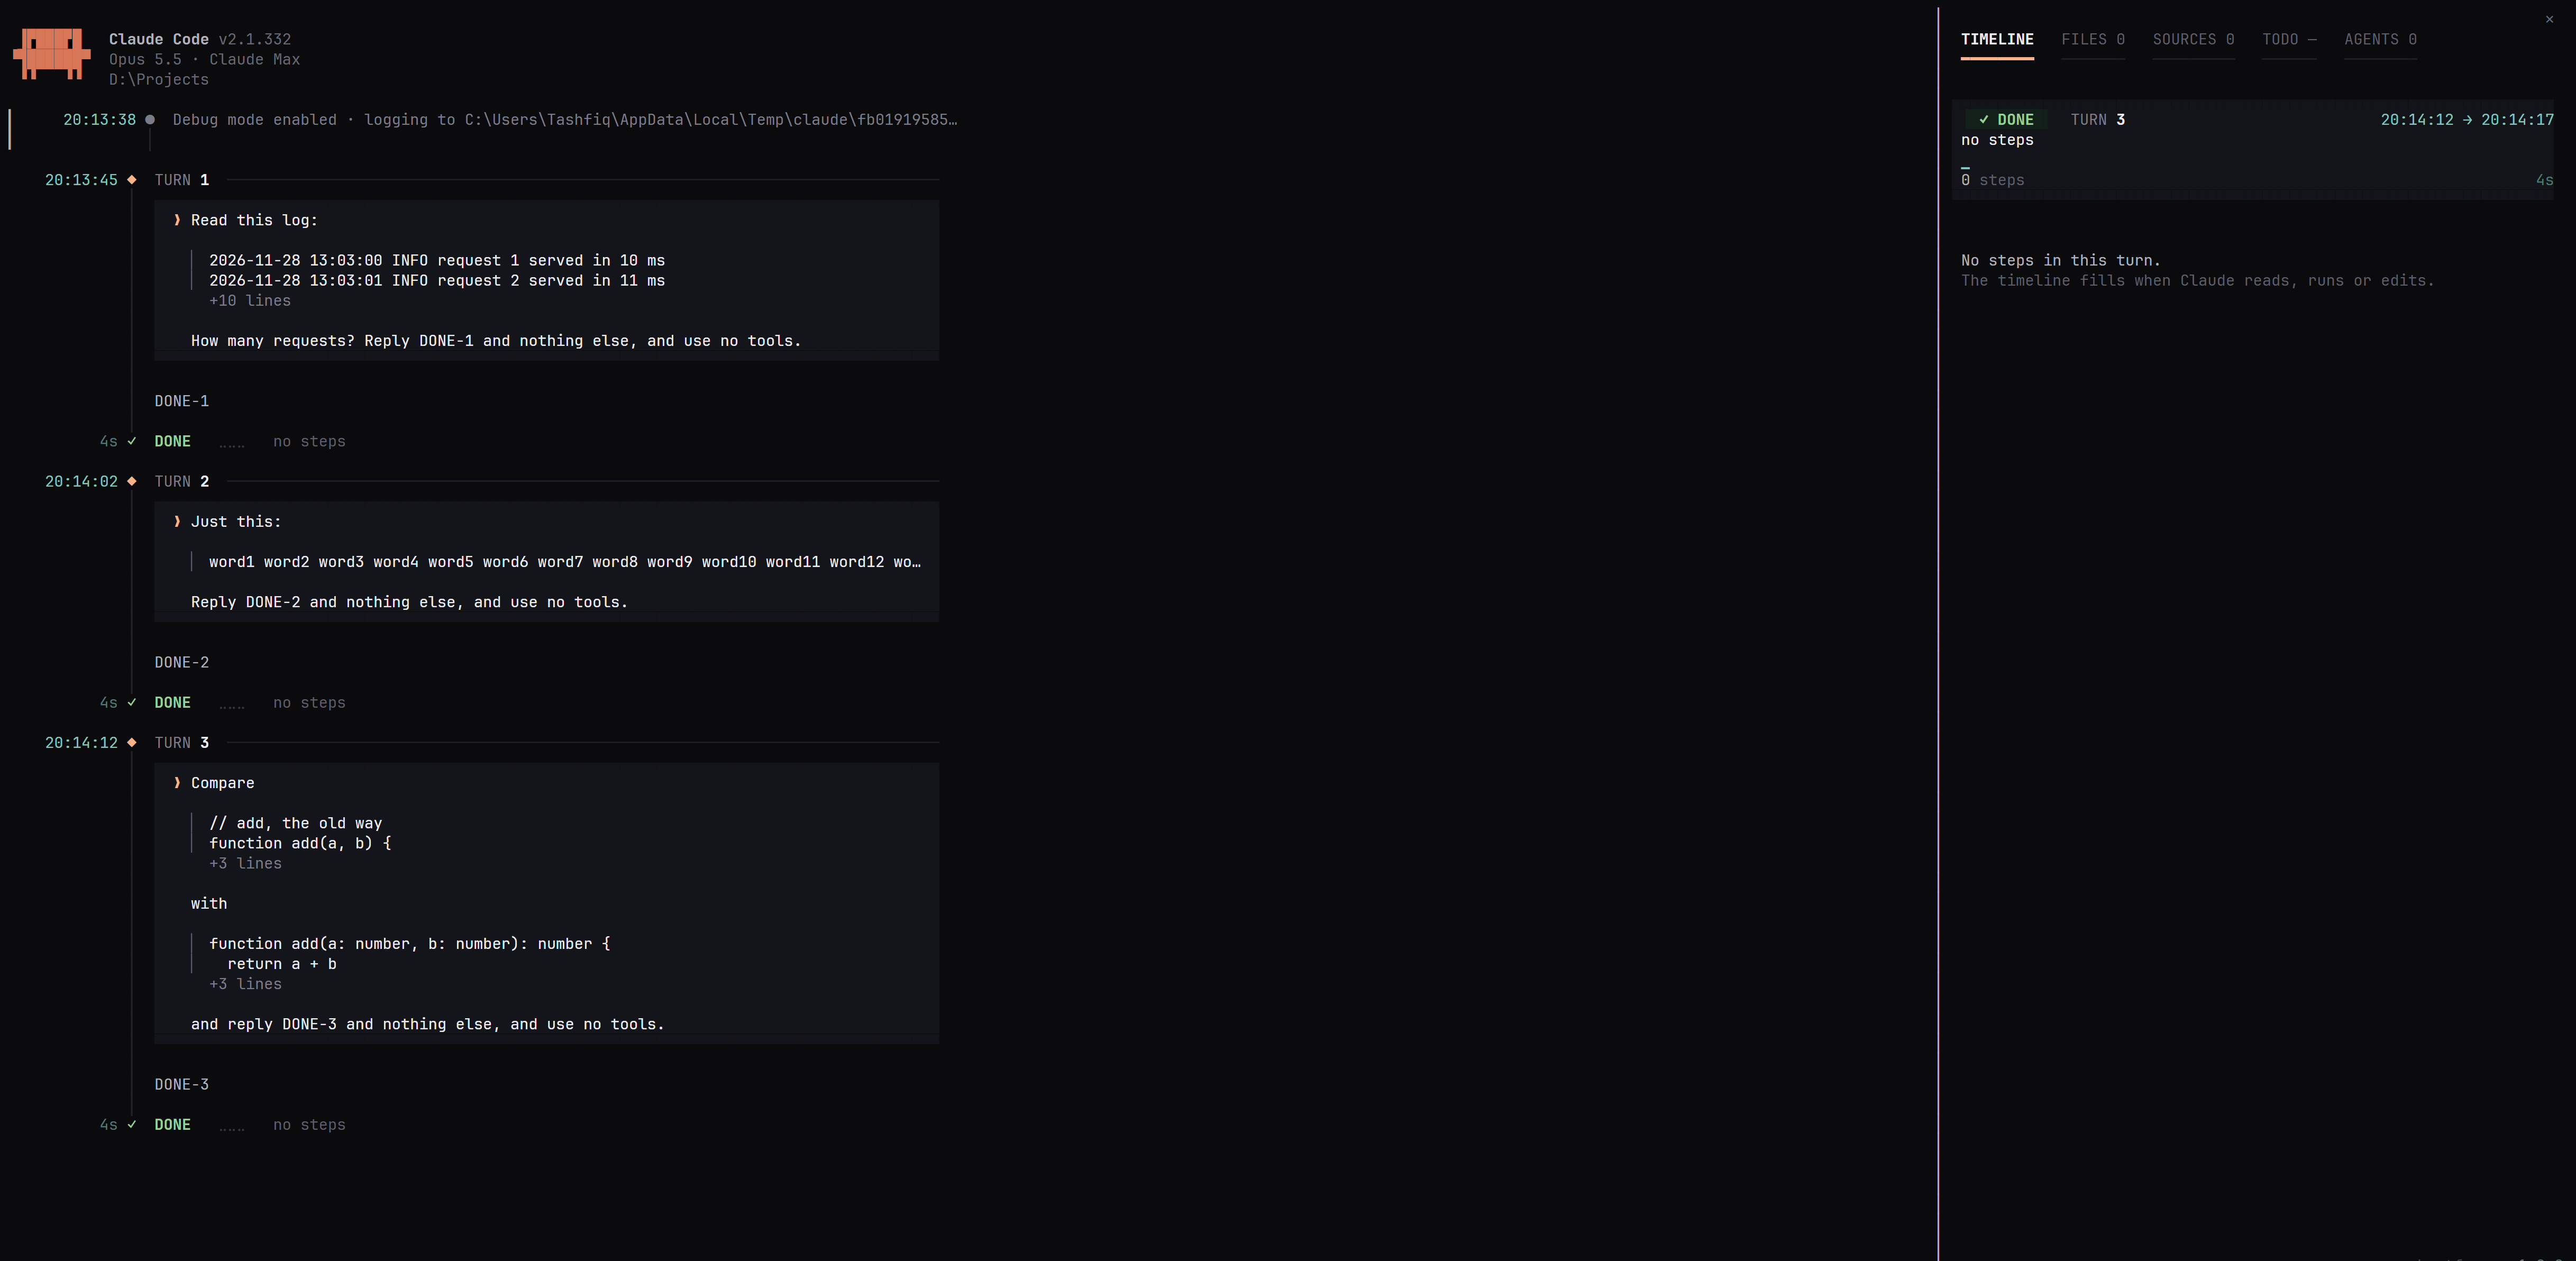 Claude Code v2.1.332
Opus 5.5 · Claude Max
D:\Projects
20:13:38 ● Debug mode enabled · logging to C:\Users\Tashfiq\AppData\Local\Temp\claude\fb01919585…
20:13:45 ◆ TURN 1
❱ Read this log:
2026-11-28 13:03:00 INFO request 1 served in 10 ms
2026-11-28 13:03:01 INFO request 2 served in 11 ms
+10 lines
How many requests? Reply DONE-1 and nothing else, and use no tools.
DONE-1
4s ✓ DONE no steps
20:14:02 ◆ TURN 2
❱ Just this:
word1 word2 word3 word4 word5 word6 word7 word8 word9 word10 word11 word12 wo…
Reply DONE-2 and nothing else, and use no tools.
DONE-2
4s ✓ DONE no steps
20:14:12 ◆ TURN 3
❱ Compare
// add, the old way
function add(a, b) {
+3 lines
with
function add(a: number, b: number): number {
return a + b
+3 lines
and reply DONE-3 and nothing else, and use no tools.
DONE-3
4s ✓ DONE no steps
×
TIMELINE FILES 0 SOURCES 0 TODO — AGENTS 0
✓ DONE TURN 3 20:14:12 → 20:14:17
no steps
0 steps 4s
No steps in this turn.
The timeline fills when Claude reads, runs or edits.